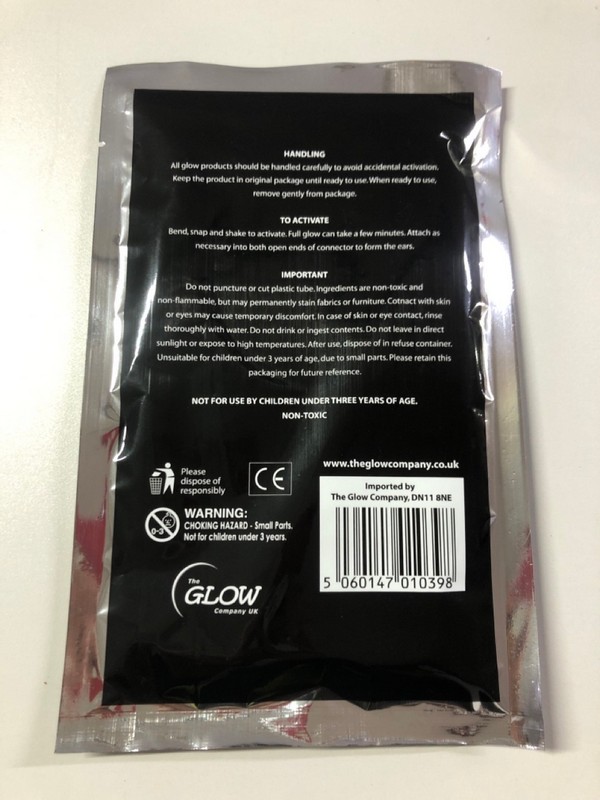 HANDLING
All glow products should be handled carefully to avoid accidental activation.
Keep the product in original package until ready to use. When ready to use,
remove gently from package.
TO ACTIVATE
Bend, snap and shake to activate. Full glow can take a few minutes. Attach as
necessary into both open ends of connector to form the ears.
IMPORTANT
Do not puncture or cut plastic tube. Ingredients are non-toxic and
non-flammable, but may permanently stain fabrics or furniture. Cotnact with skin
or eyes may cause temporary discomfort. In case of skin or eye contact, rinse
thoroughly with water. Do not drink or ingest contents. Do not leave in direct
sunlight or expose to high temperatures. After use, dispose of in refuse container.
Unsuitable for children under 3 years of age, due to small parts. Please retain this
packaging for future reference.
NOT FOR USE BY CHILDREN UNDER THREE YEARS OF AGE.
NON-TOXIC
Please
dispose of
responsibly
CE
www.theglowcompany.co.uk
Imported by
The Glow Company, DN11 8NE
5 060147 010398
0-3
WARNING:
CHOKING HAZARD - Small Parts.
Not for children under 3 years.
The
GLOW
Company UK